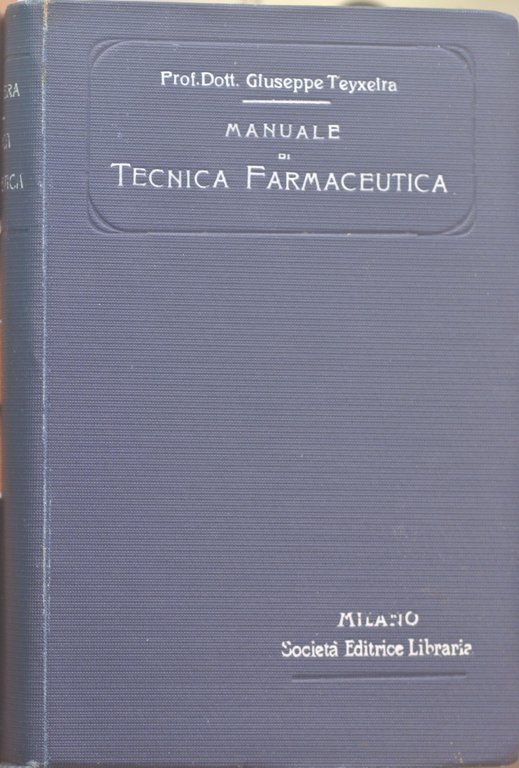 Prof. Dott. Giuseppe Teyxeira
MANUALE
DI
TECNICA FARMACEUTICA
MILANO
Società Editrice Libraria